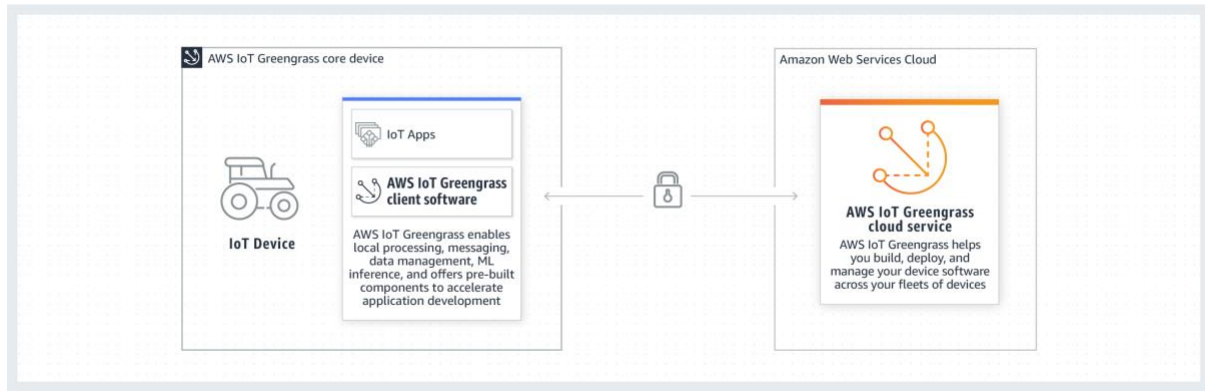 AWS IoT Greengrass core device
IoT Device
IoT Apps
AWS IoT Greengrass
client software
AWS IoT Greengrass enables
local processing, messaging,
data management, ML
inference, and offers pre-built
components to accelerate
application development
Amazon Web Services Cloud
AWS IoT Greengrass
cloud service
AWS IoT Greengrass helps
you build, deploy, and
manage your device software
across your fleets of devices